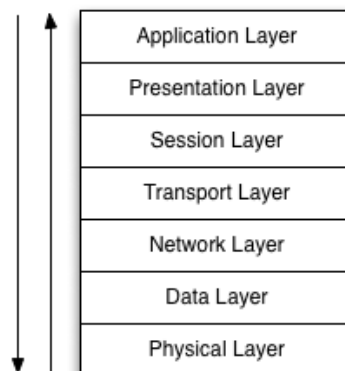 Application Layer
Presentation Layer
Session Layer
Transport Layer
Network Layer
Data Layer
Physical Layer